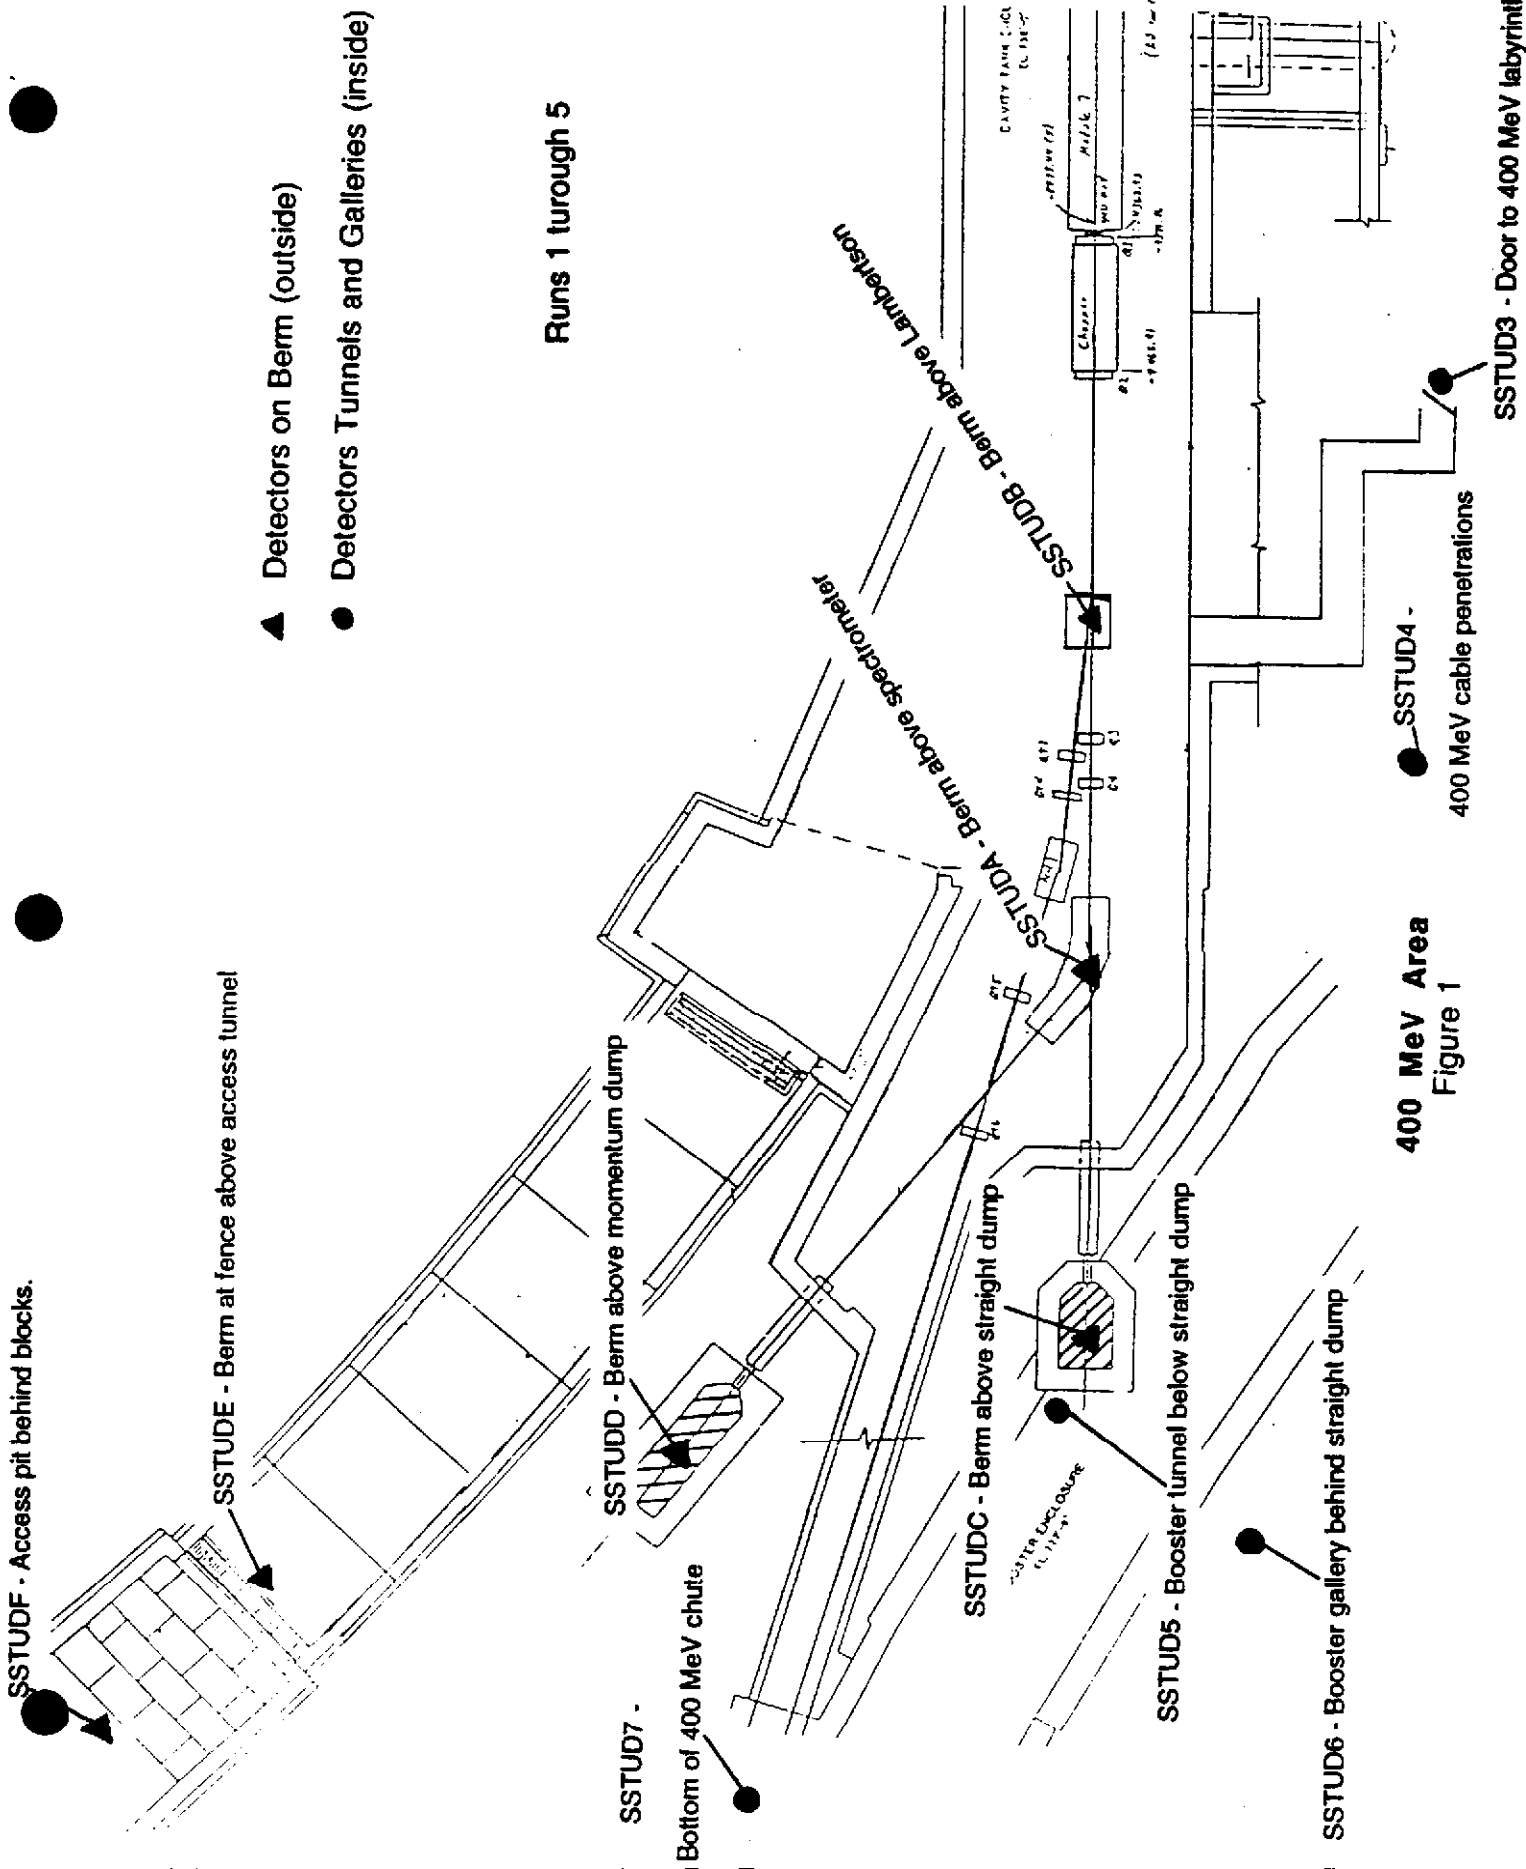 SSTUDF - Access pit behind blocks.
SSTUDE - Berm at fence above access tunnel
▲ Detectors on Berm (outside)
● Detectors Tunnels and Galleries (inside)
Runs 1 turough 5
SSTUDD - Berm above momentum dump
SSTUD7 -
Bottom of 400 MeV chute
SSTUDA - Berm above spectrometer
SSTUDB - Berm above Lambertson
SSTUDC - Berm above straight dump
SSTUD5 - Booster tunnel below straight dump
SSTUD6 - Booster gallery behind straight dump
SSTUD4 -
400 MeV cable penetrations
SSTUD3 - Door to 400 MeV labyrinth
Chopper
Module 7
Q2
Q3
400 MeV Area
Figure 1